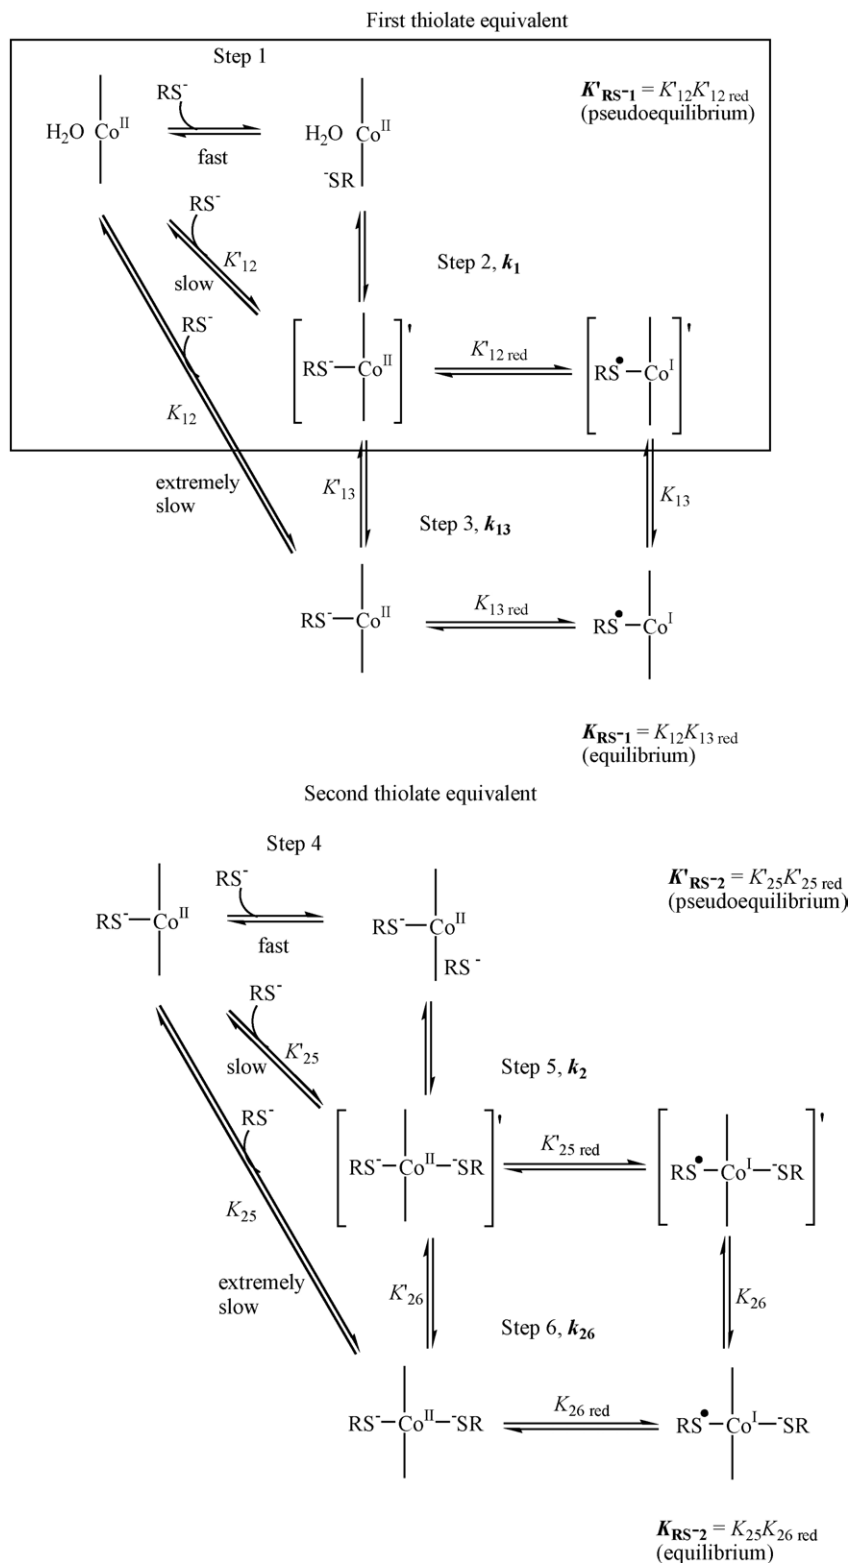 First thiolate equivalent
Step 1
RS⁻
H₂O Coᴵᴵ
fast
H₂O Coᴵᴵ
⁻SR
K'RS⁻1 = K'12K'12 red
(pseudoequilibrium)
RS⁻
K'12
slow
Step 2, k1
RS⁻
K12
extremely
slow
[RS⁻—Coᴵᴵ]'
K'12 red
[RS•—Coᴵ]'
K'13
Step 3, k13
K13
RS⁻—Coᴵᴵ
K13 red
RS•—Coᴵ
KRS⁻1 = K12K13 red
(equilibrium)
Second thiolate equivalent
Step 4
RS⁻
RS⁻—Coᴵᴵ
fast
RS⁻—Coᴵᴵ
RS⁻
K'RS⁻2 = K'25K'25 red
(pseudoequilibrium)
RS⁻
K'25
slow
Step 5, k2
RS⁻
K25
extremely
slow
[RS⁻—Coᴵᴵ—⁻SR]'
K'25 red
[RS•—Coᴵ—⁻SR]'
K'26
Step 6, k26
K26
RS⁻—Coᴵᴵ—⁻SR
K26 red
RS•—Coᴵ—⁻SR
KRS⁻2 = K25K26 red
(equilibrium)